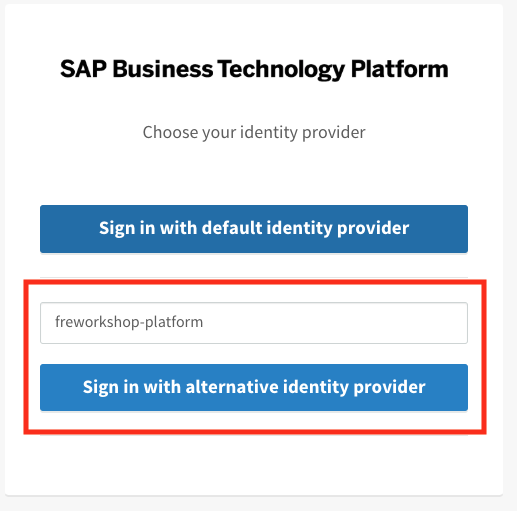 SAP Business Technology Platform
Choose your identity provider
Sign in with default identity provider
freworkshop-platform
Sign in with alternative identity provider